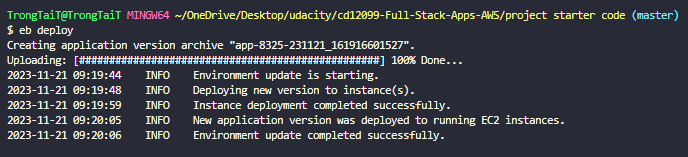 TrongTaiT@TrongTaiT MINGW64 ~/OneDrive/Desktop/udacity/cd12099-Full-Stack-Apps-AWS/project starter code (master)
$ eb deploy
Creating application version archive "app-8325-231121_161916601527".
Uploading: [##################################################] 100% Done...
2023-11-21 09:19:44    INFO    Environment update is starting.
2023-11-21 09:19:48    INFO    Deploying new version to instance(s).
2023-11-21 09:19:59    INFO    Instance deployment completed successfully.
2023-11-21 09:20:05    INFO    New application version was deployed to running EC2 instances.
2023-11-21 09:20:06    INFO    Environment update completed successfully.